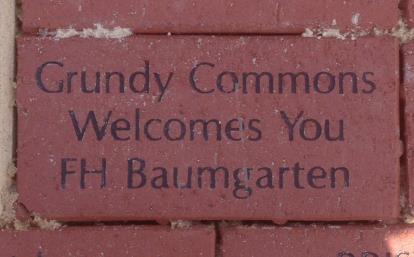 Grundy Commons
Welcomes You
FH Baumgarten